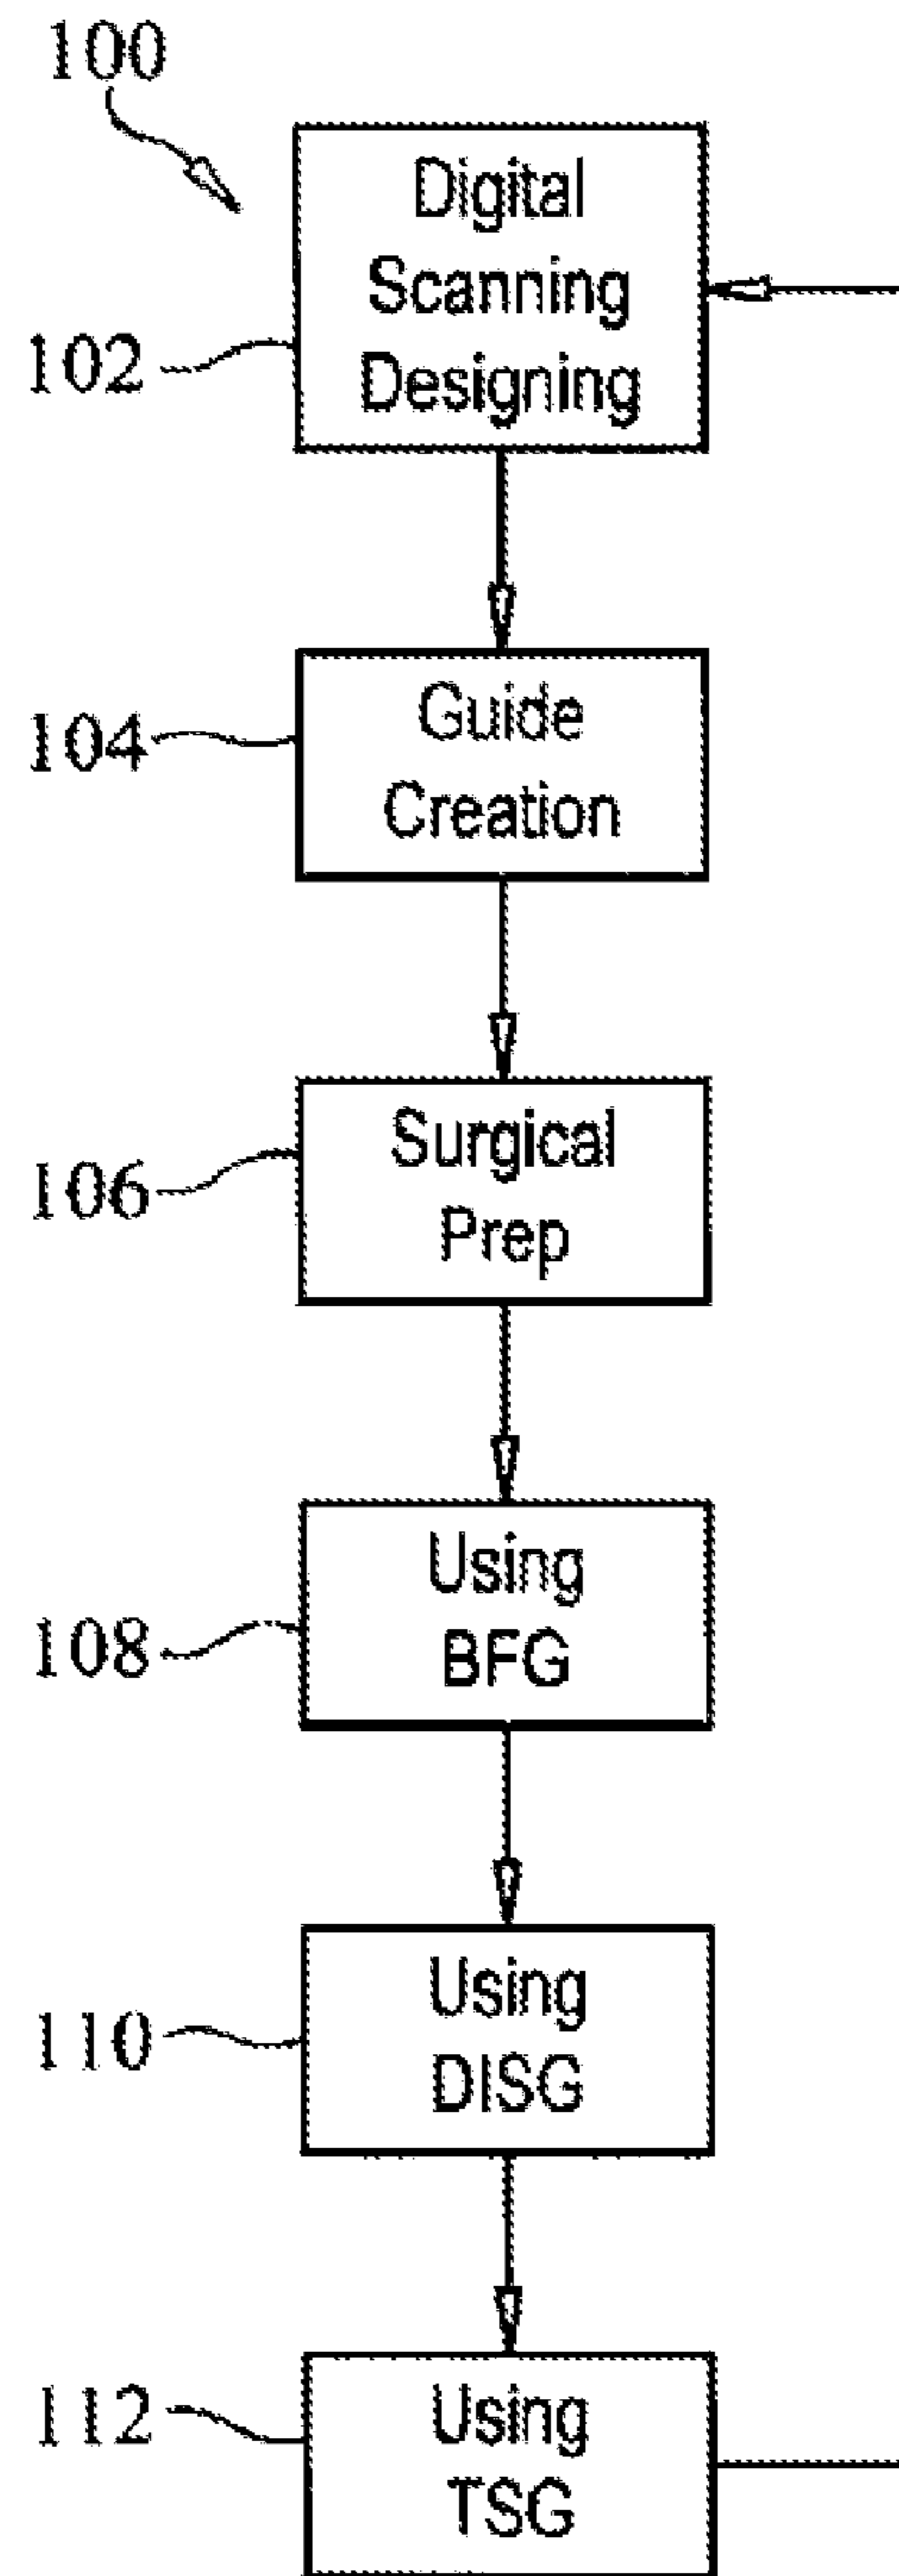 100
Digital
Scanning
Designing
102
Guide
Creation
104
Surgical
Prep
106
Using
BFG
108
Using
DISG
110
Using
TSG
112